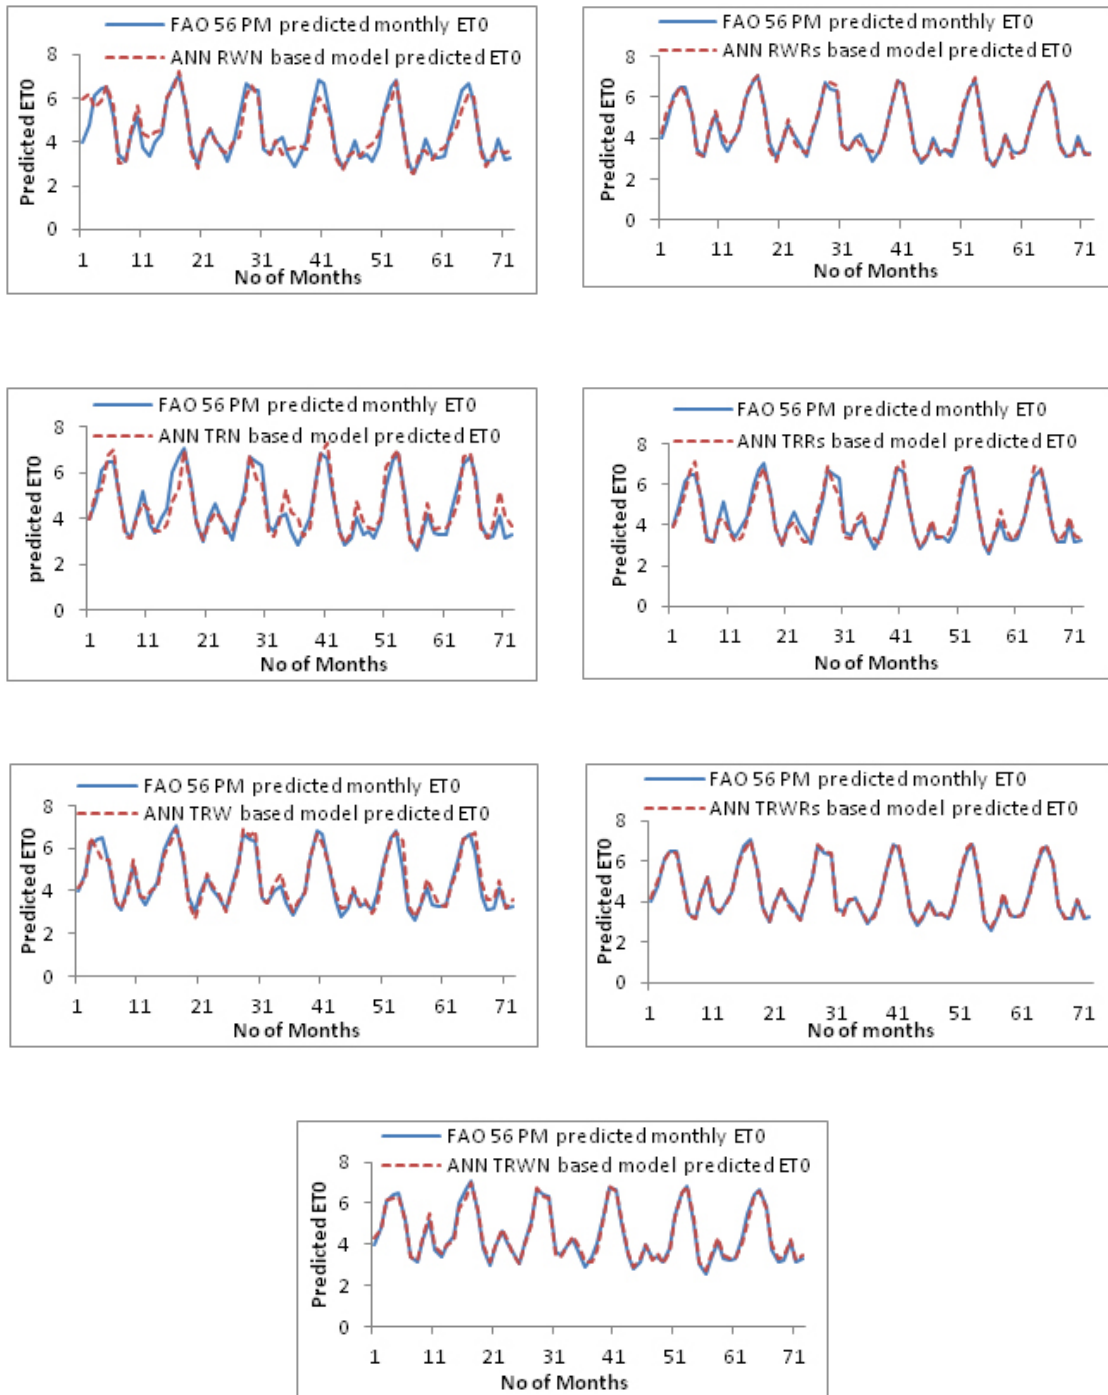 FAO 56 PM predicted monthly ET0
ANN RWN based model predicted ET0
Predicted ET0
8
6
4
2
0
1 11 21 31 41 51 61 71
No of Months
FAO 56 PM predicted monthly ET0
ANN RWRs based model predicted ET0
Predicted ET0
8
6
4
2
0
1 11 21 31 41 51 61 71
No of Months
FAO 56 PM predicted monthly ET0
ANN TRN based model predicted ET0
predicted ET0
8
6
4
2
0
1 11 21 31 41 51 61 71
No of Months
FAO 56 PM predicted monthly ET0
ANN TRRs based model predicted ET0
Predicted ET0
8
6
4
2
0
1 11 21 31 41 51 61 71
No of Months
FAO 56 PM predicted monthly ET0
ANN TRW based model predicted ET0
Predicted ET0
8
6
4
2
0
1 11 21 31 41 51 61 71
No of Months
FAO 56 PM predicted monthly ET0
ANN TRWRs based model predicted ET0
Predicted ET0
8
6
4
2
0
1 11 21 31 41 51 61 71
No of months
FAO 56 PM predicted monthly ET0
ANN TRWN based model predicted ET0
Predicted ET0
8
6
4
2
0
1 11 21 31 41 51 61 71
No of Months